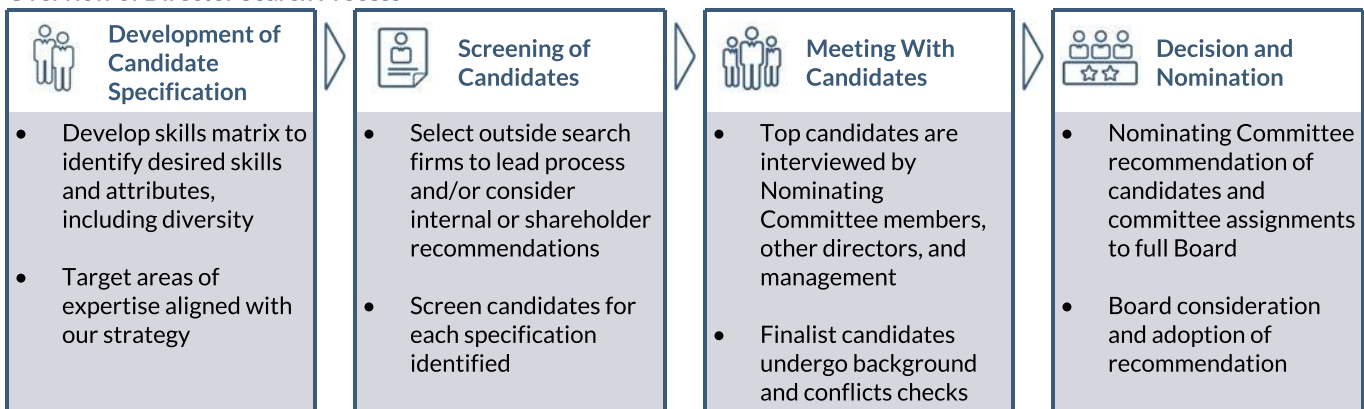 Development of
Candidate
Specification
• Develop skills matrix to
identify desired skills
and attributes,
including diversity
• Target areas of
expertise aligned with
our strategy
Screening of
Candidates
• Select outside search
firms to lead process
and/or consider
internal or shareholder
recommendations
• Screen candidates for
each specification
identified
Meeting With
Candidates
• Top candidates are
interviewed by
Nominating
Committee members,
other directors, and
management
• Finalist candidates
undergo background
and conflicts checks
Decision and
Nomination
• Nominating Committee
recommendation of
candidates and
committee assignments
to full Board
• Board consideration
and adoption of
recommendation